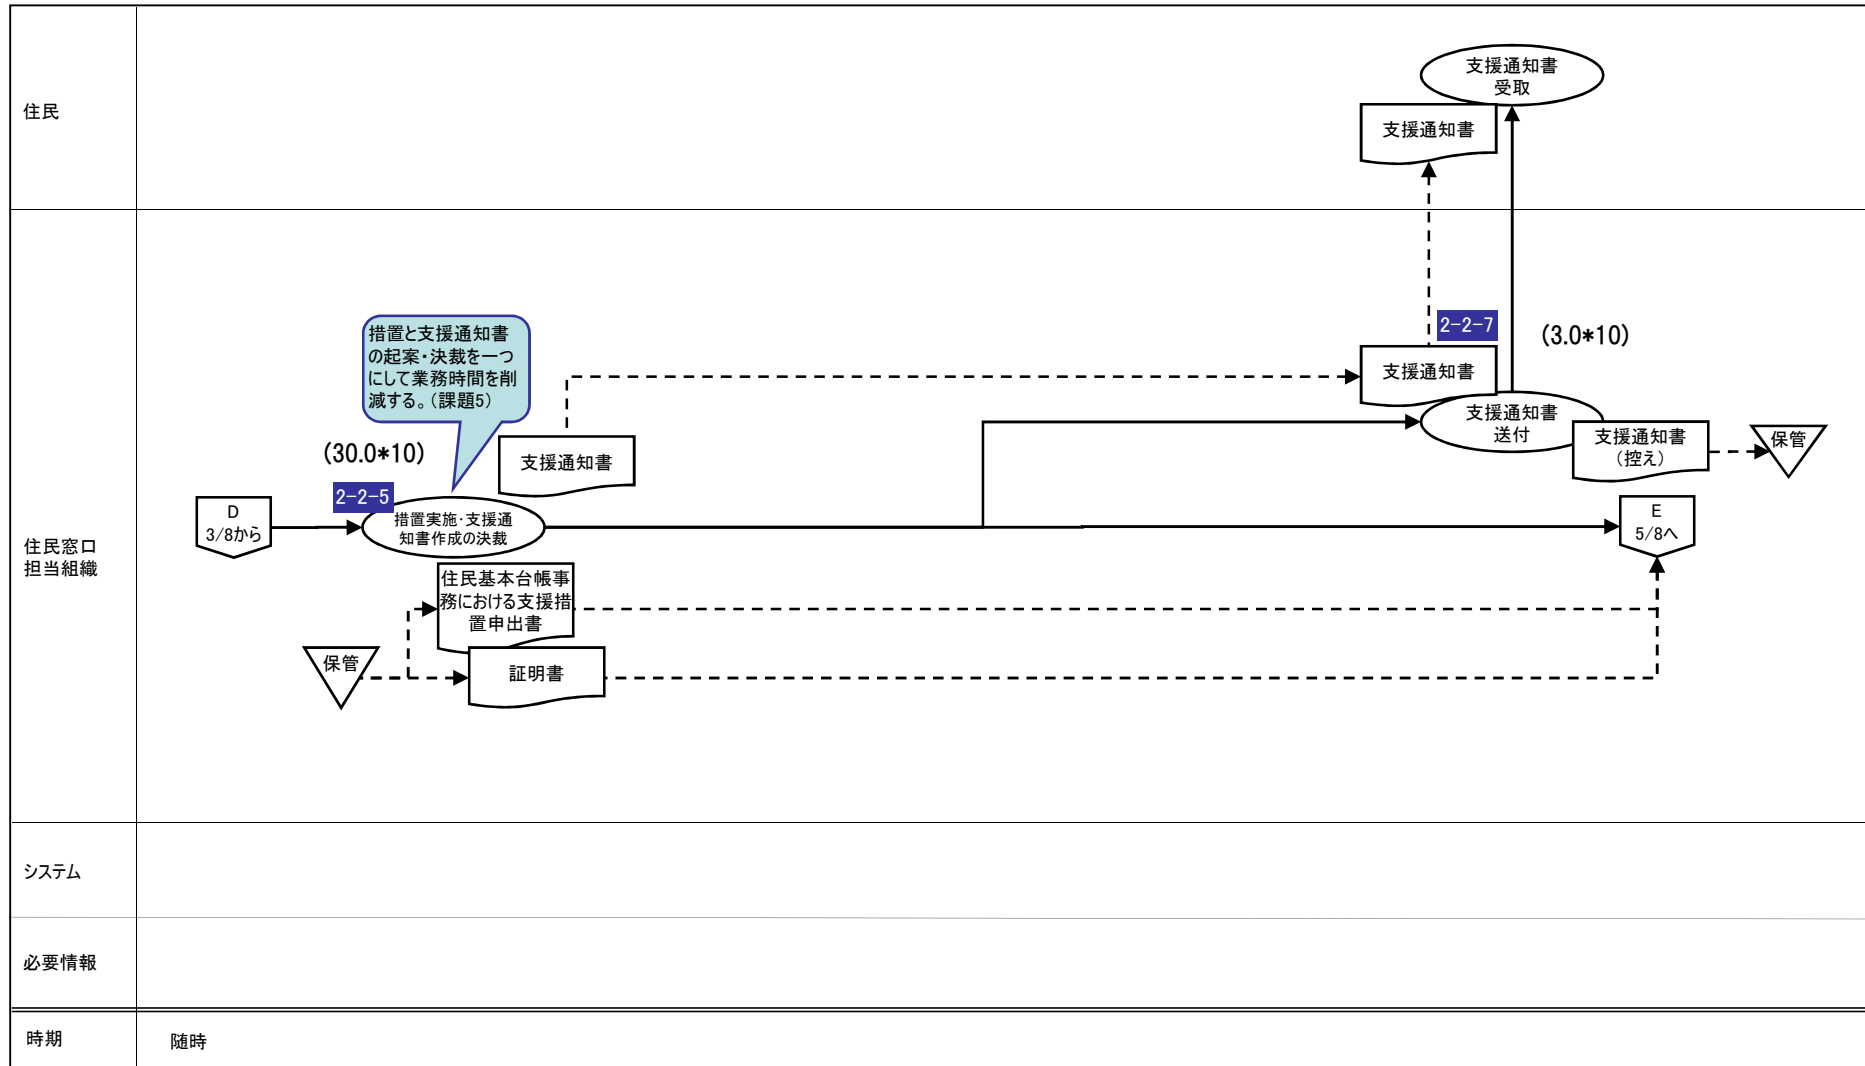 住民
支援通知書
受取
支援通知書
住民窓口
担当組織
措置と支援通知書
の起案・決裁を一つ
にして業務時間を削
減する。（課題5）
(30.0*10)
2-2-5
支援通知書
D
3/8から
措置実施・支援通
知書作成の決裁
住民基本台帳事
務における支援措
置申出書
保管
証明書
2-2-7
(3.0*10)
支援通知書
支援通知書
送付
支援通知書
（控え）
保管
E
5/8へ
システム
必要情報
時期
随時